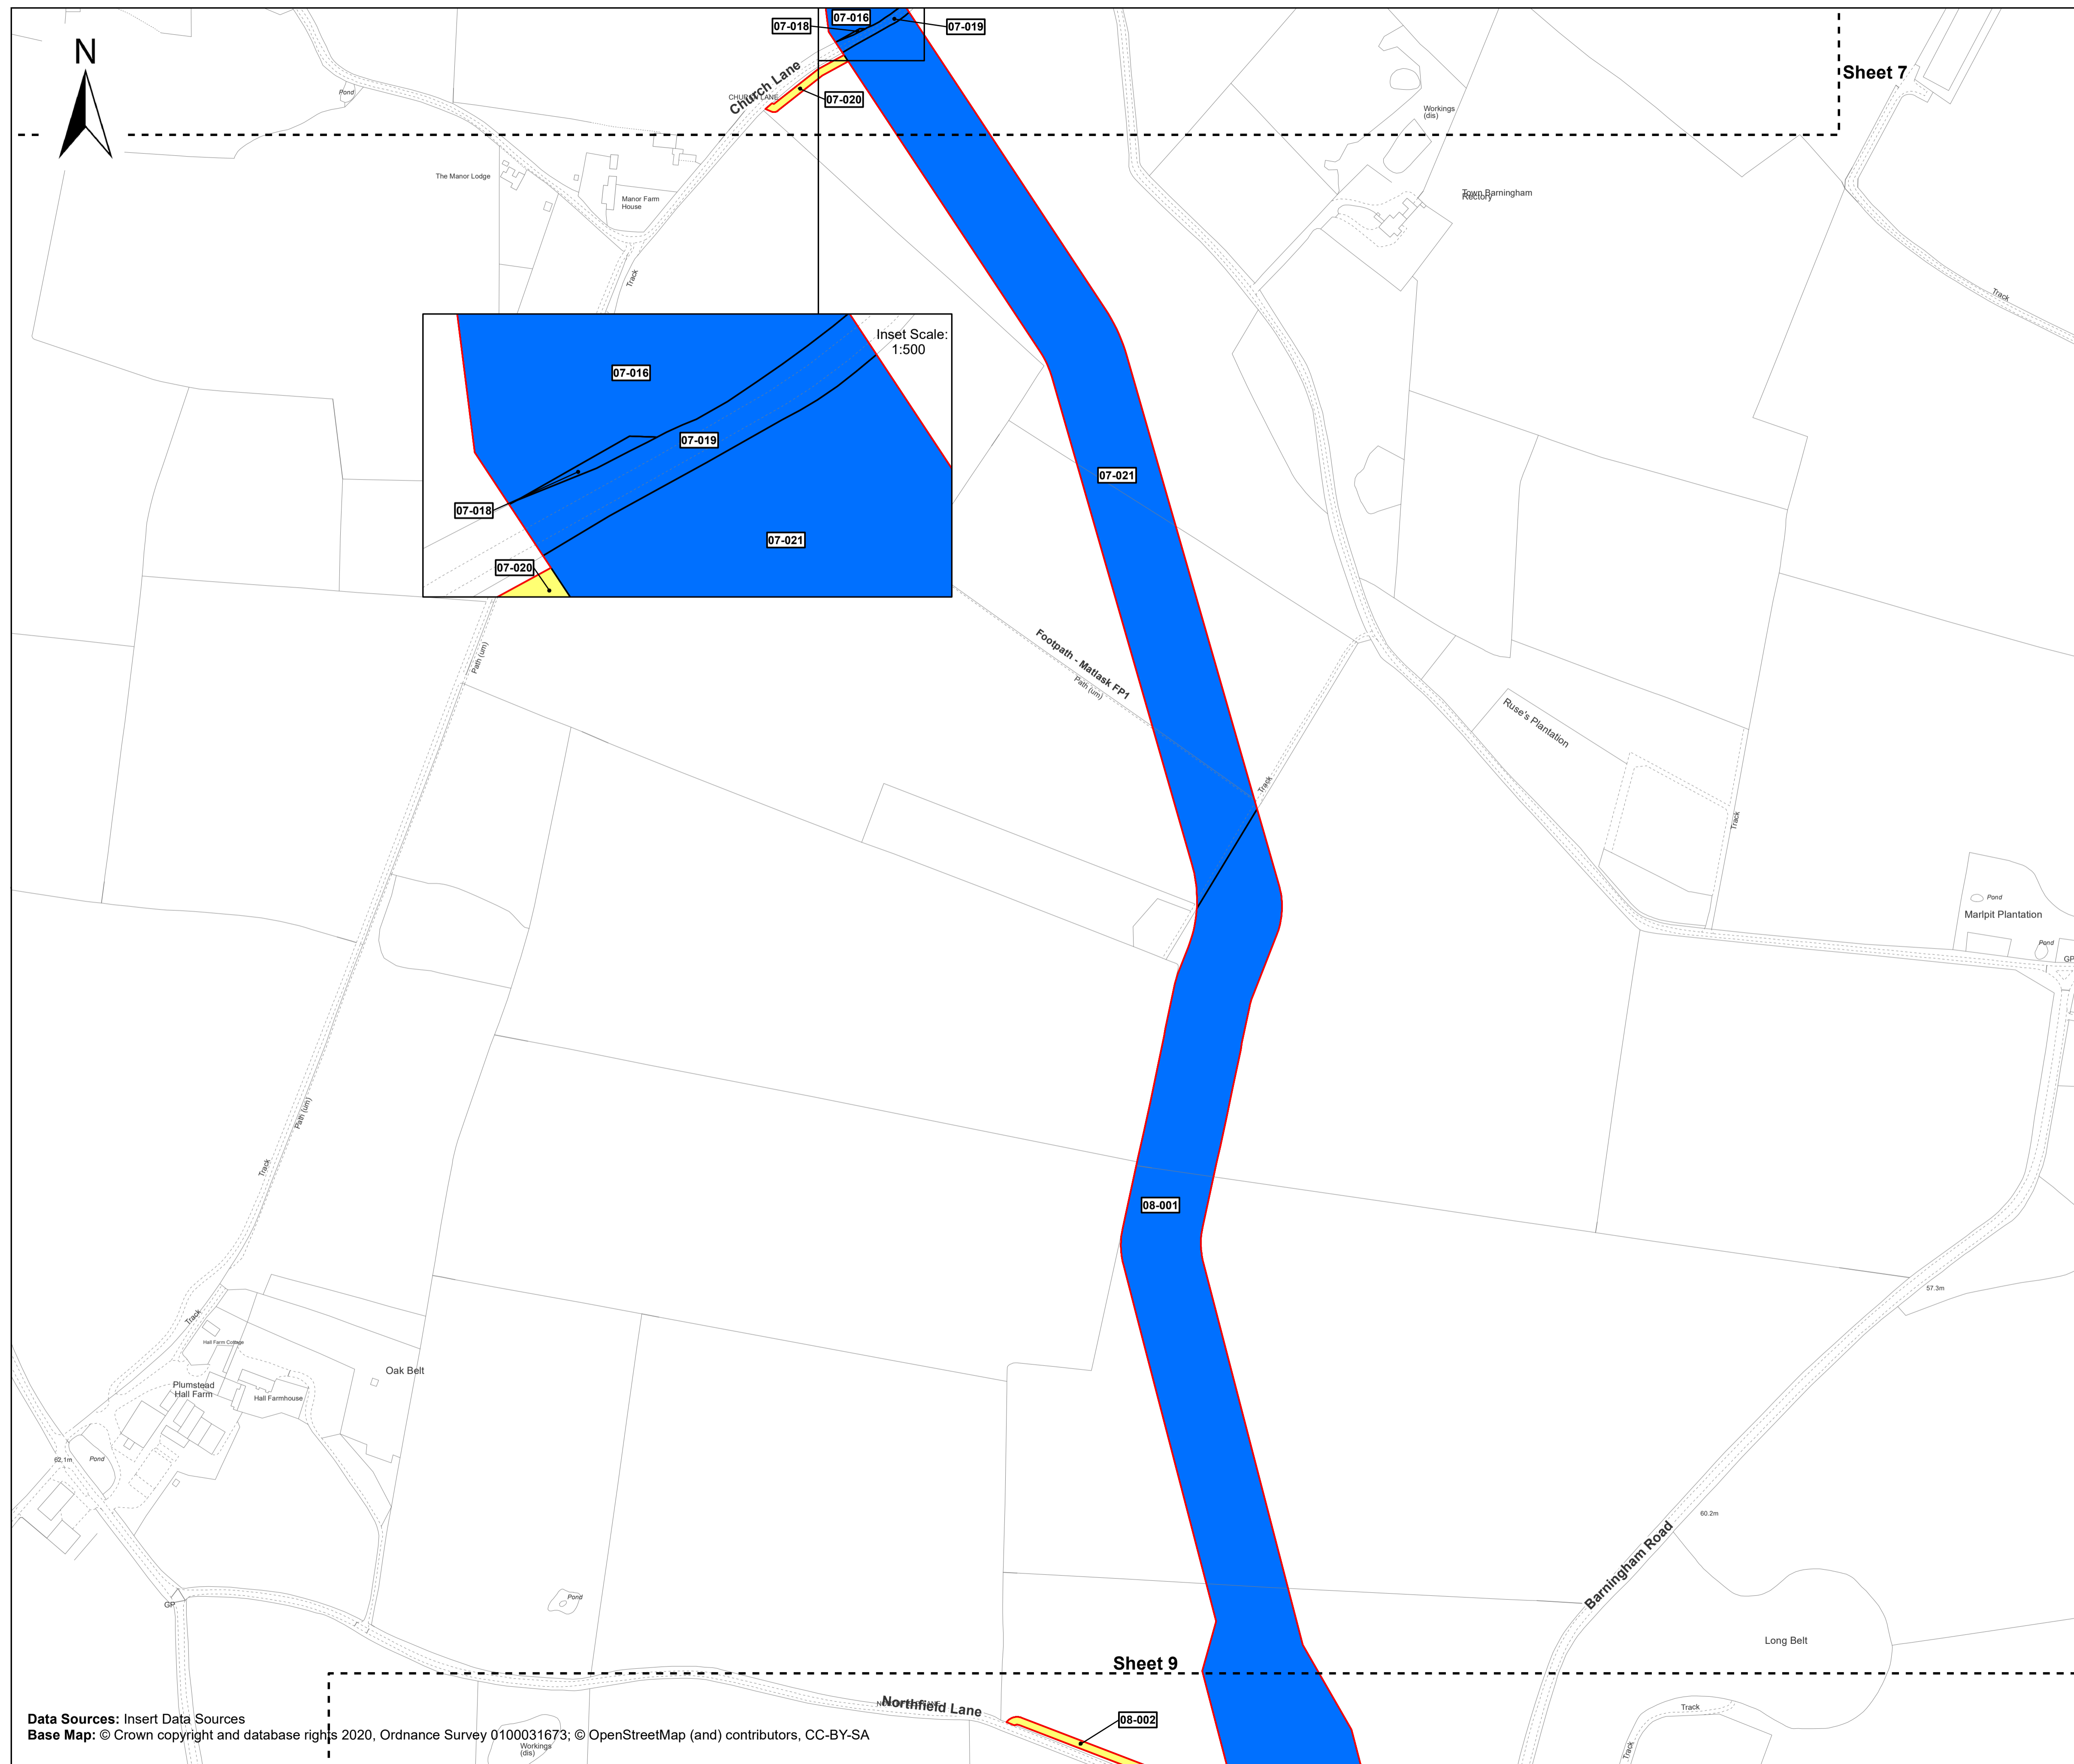 N
07-016
07-018
07-019
Sheet 7
Church Lane
CHURCH LANE
07-020
Pond
Workings
(dis)
The Manor Lodge
Manor Farm
House
Town Barningham
Rectory
Track
Track
Inset Scale:
1:500
07-016
07-019
07-018
07-021
07-020
07-021
Footpath - Matlask FP1
Path (um)
Path (um)
Ruse's Plantation
Track
Track
Pond
Marlpit Plantation
Pond
GP
Path (um)
Track
08-001
57.3m
Track
Hall Farm Cottage
Oak Belt
Plumstead
Hall Farm
Hall Farmhouse
62.1m
Pond
60.2m
Barningham Road
Pond
GP
Long Belt
Sheet 9
Northfield Lane
Track
08-002
Track
Workings
(dis)
Data Sources: Insert Data Sources
Base Map: © Crown copyright and database rights 2020, Ordnance Survey 0100031673; © OpenStreetMap (and) contributors, CC-BY-SA